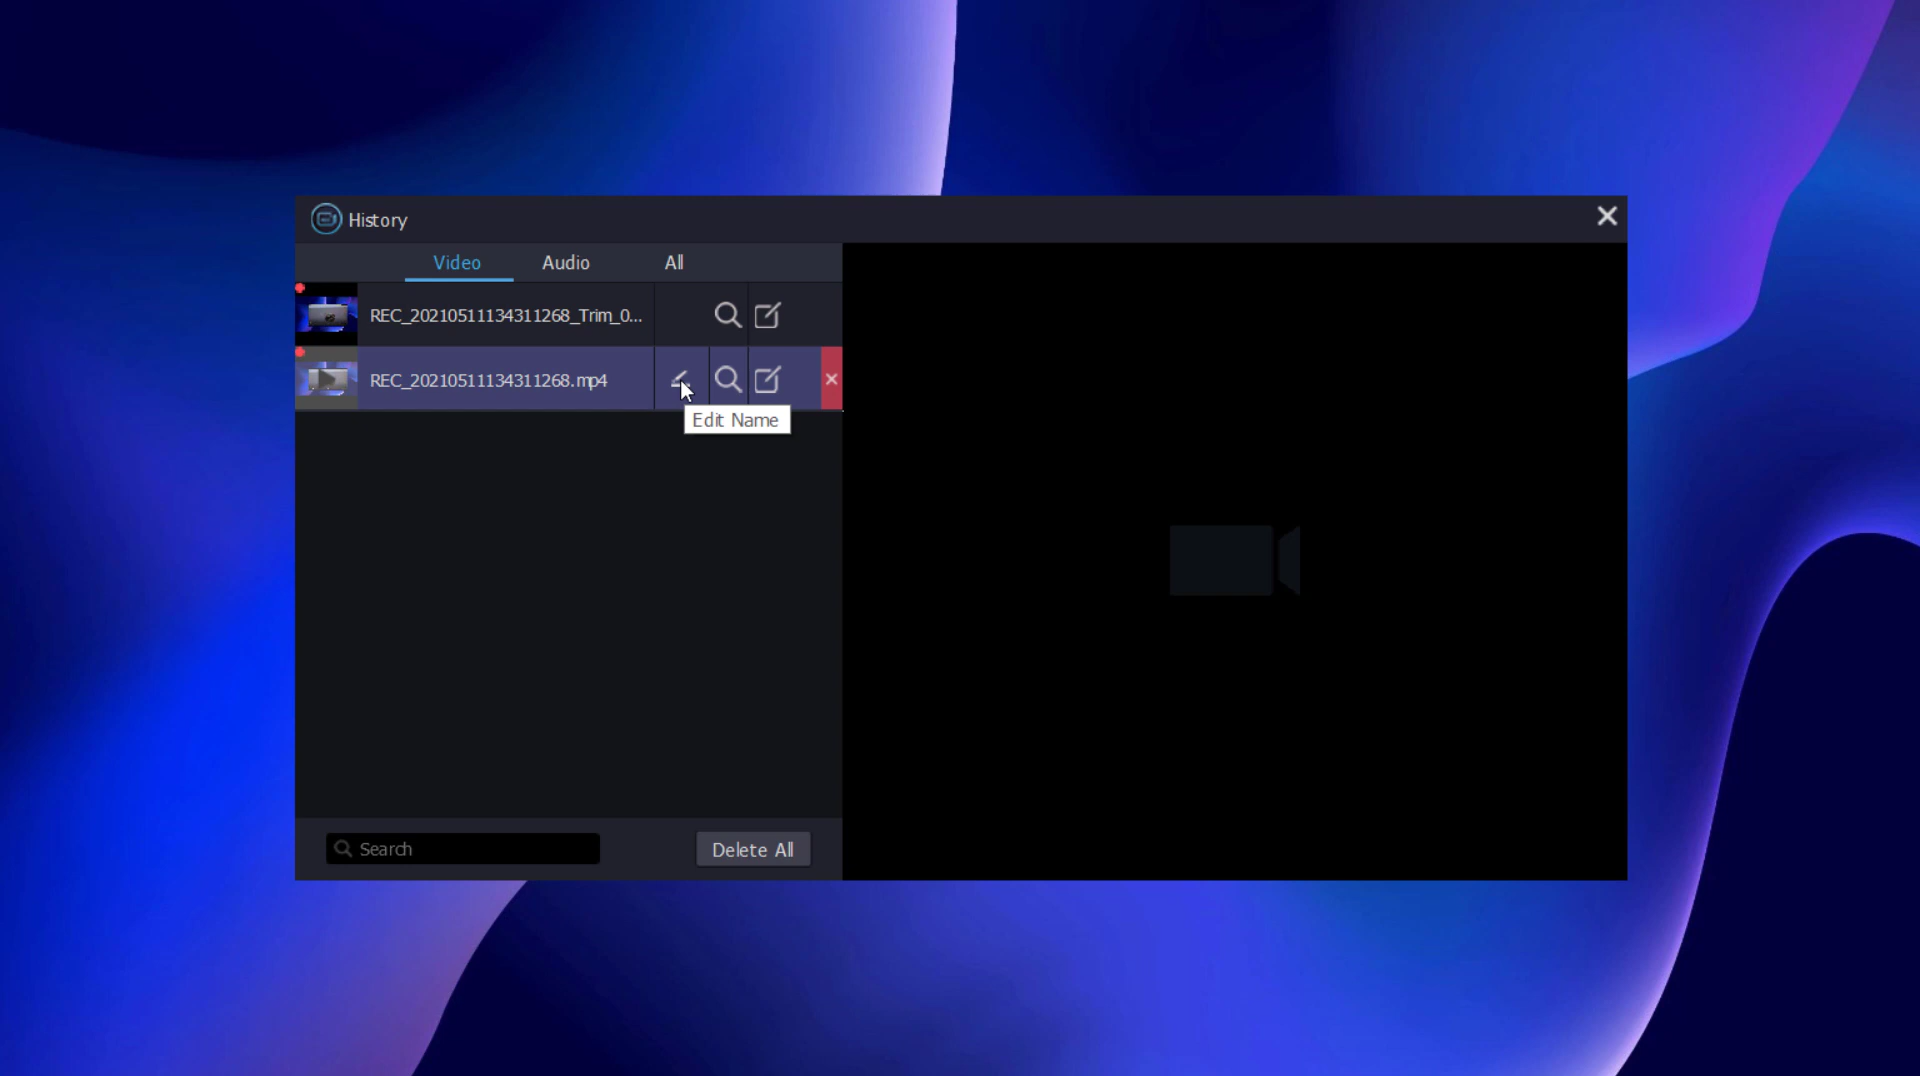 History
Video Audio All
REC_20210511134311268_Trim_0...
REC_20210511134311268.mp4
Edit Name
Search Delete All